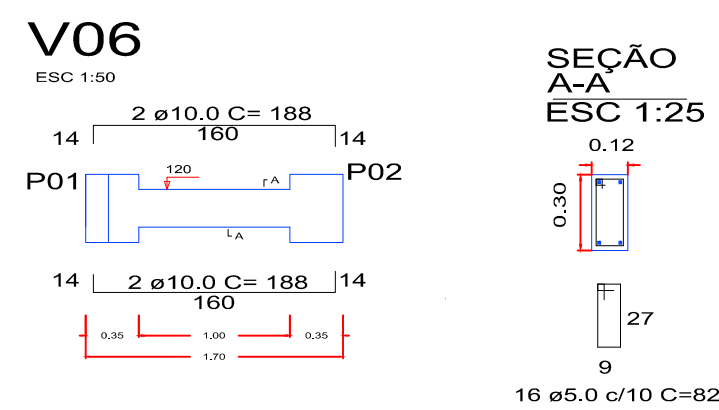 V06
ESC 1:50
2 ø10.0 C= 188
14 160 14
P01 120 A P02
A
14 2 ø10.0 C= 188 14
160
0.35 1.00 0.35
1.70
SEÇÃO
A-A
ESC 1:25
0.12
0.30
27
9
16 ø5.0 c/10 C=82